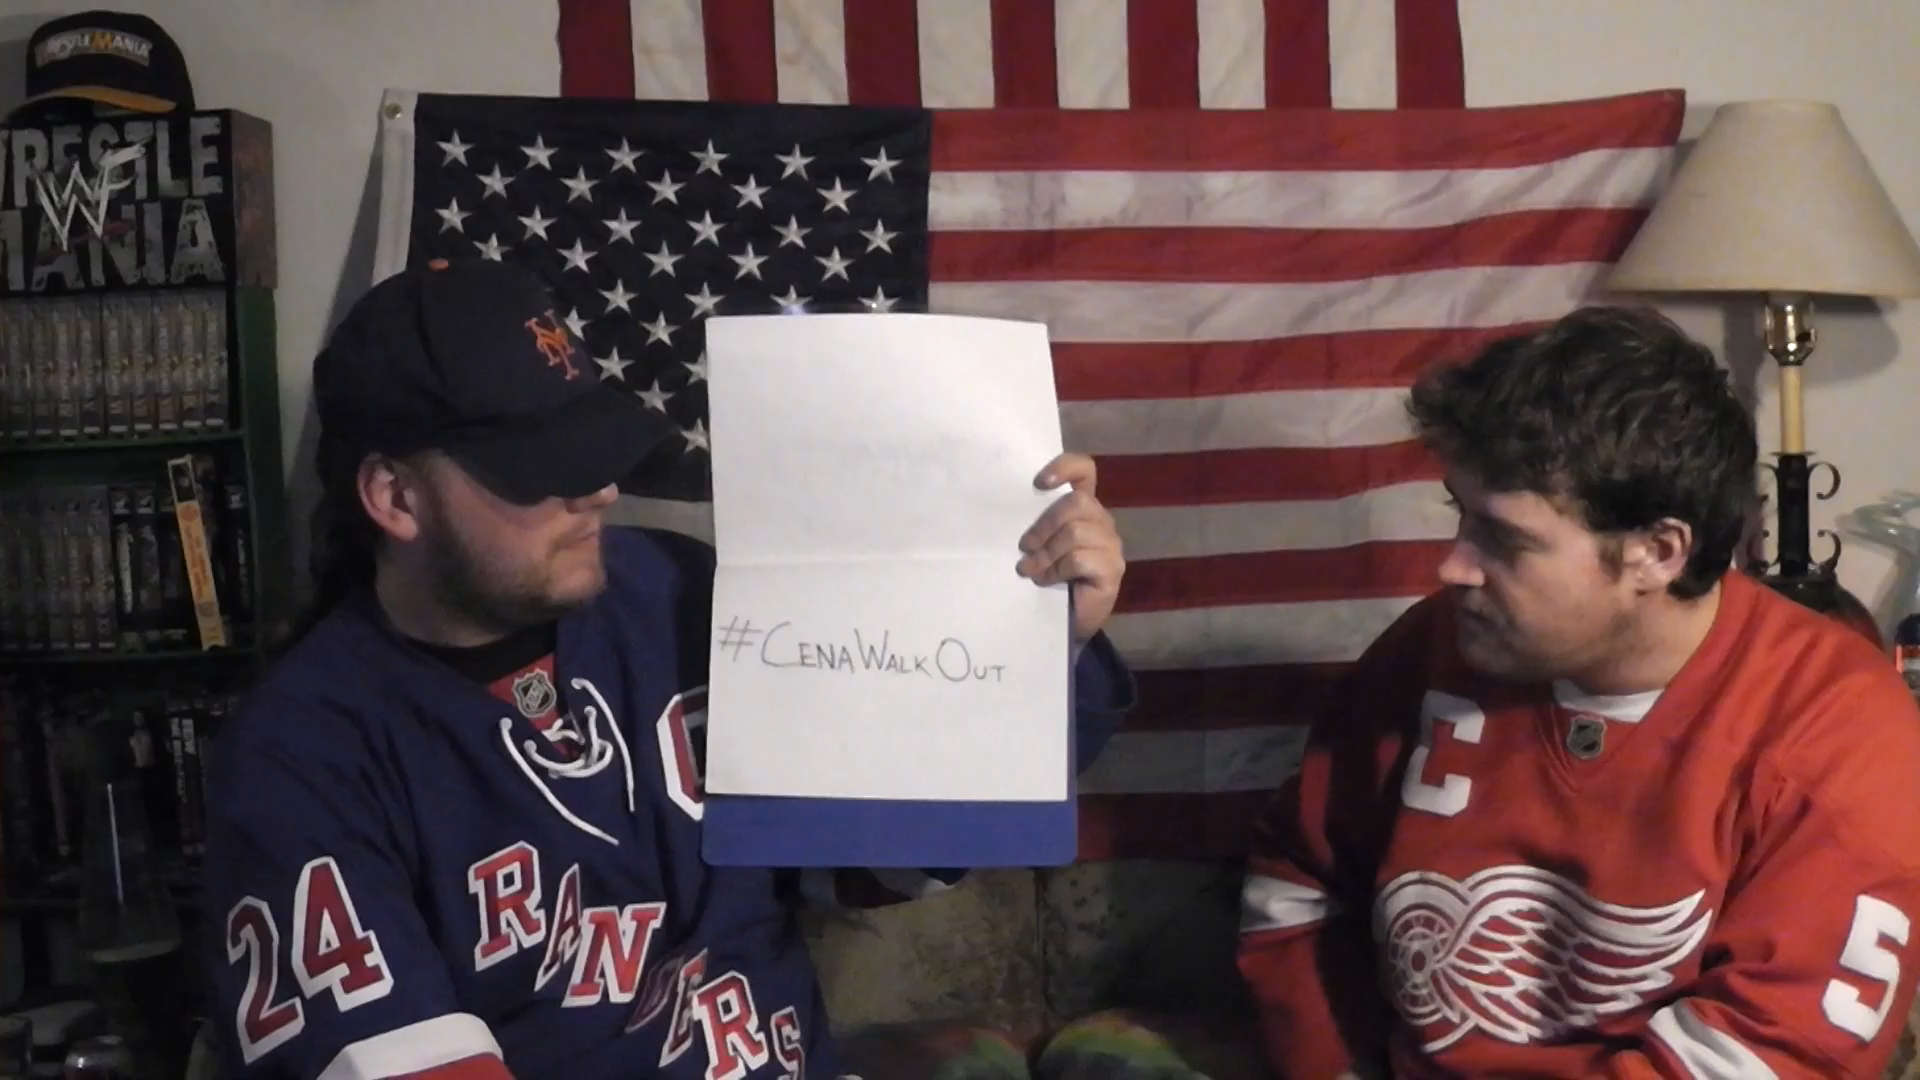 WRESTLEMANIA
WRESTLE
WF
MANIA
NY
#CENAWALKOUT
C
C
24
RANGERS
5